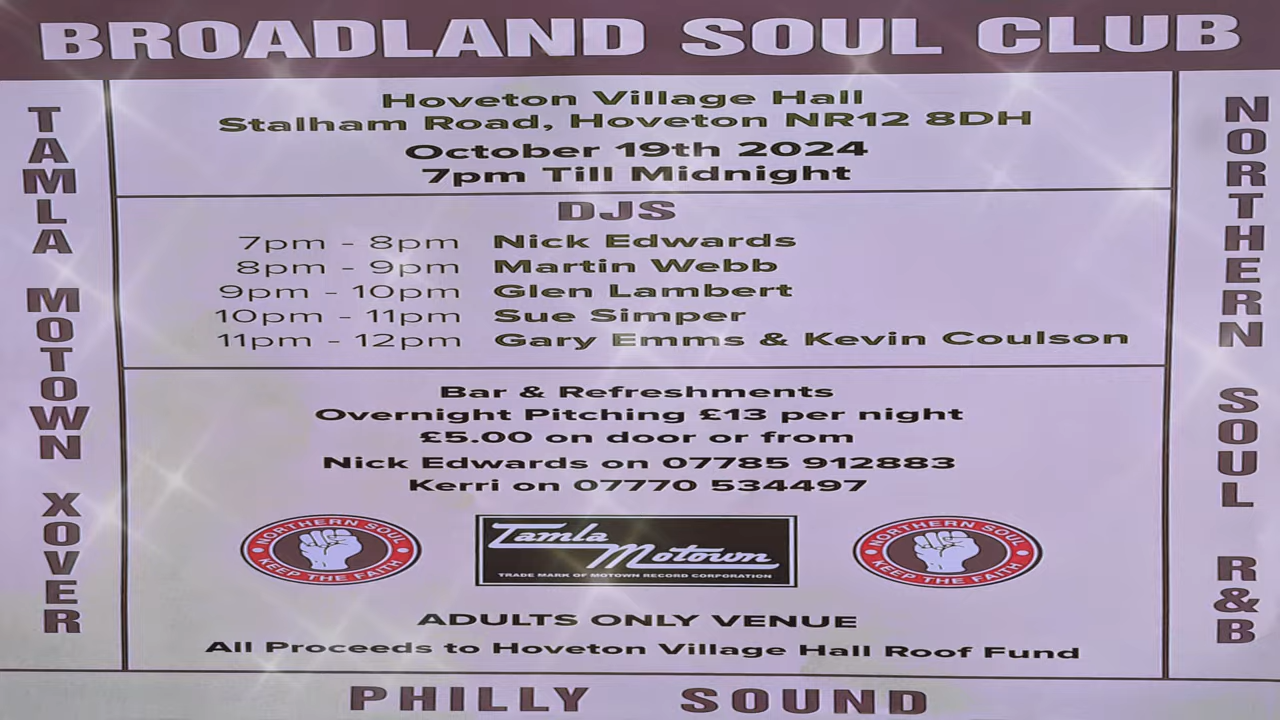 BROADLAND SOUL CLUB
TAMLA MOTOWN XOVER
Hoveton Village Hall
Stalham Road, Hoveton NR12 8DH
October 19th 2024
7pm Till Midnight
DJS
7pm - 8pm Nick Edwards
8pm - 9pm Martin Webb
9pm - 10pm Glen Lambert
10pm - 11pm Sue Simper
11pm - 12pm Gary Emms & Kevin Coulson
Bar & Refreshments
Overnight Pitching £13 per night
£5.00 on door or from
Nick Edwards on 07785 912883
Kerri on 07770 534497
NORTHERN SOUL
KEEP THE FAITH
Tamla
Motown
TRADE MARK OF MOTOWN RECORD CORPORATION
NORTHERN SOUL
KEEP THE FAITH
ADULTS ONLY VENUE
All Proceeds to Hoveton Village Hall Roof Fund
NORTHERN SOUL R&B
PHILLY SOUND